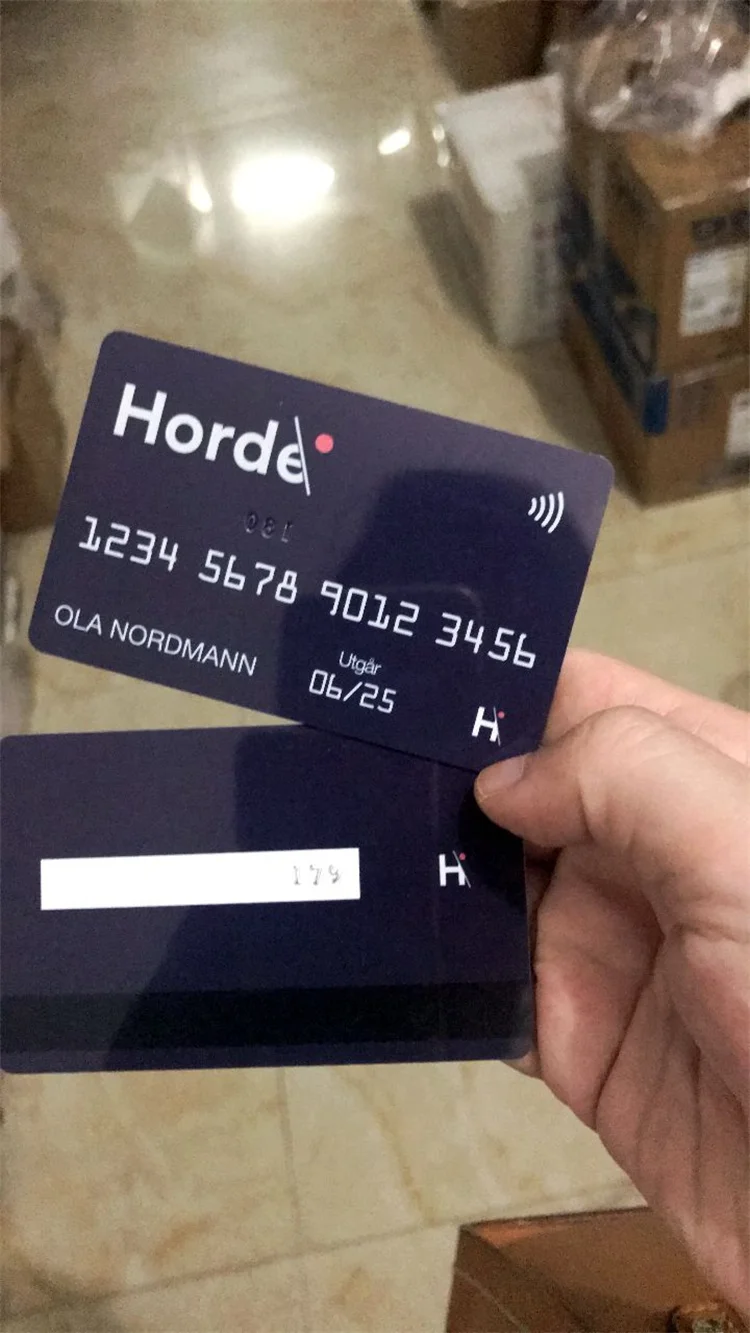 Horde
1234 5678 9012 3456
OLA NORDMANN
Utgår
06/25
H
179
H